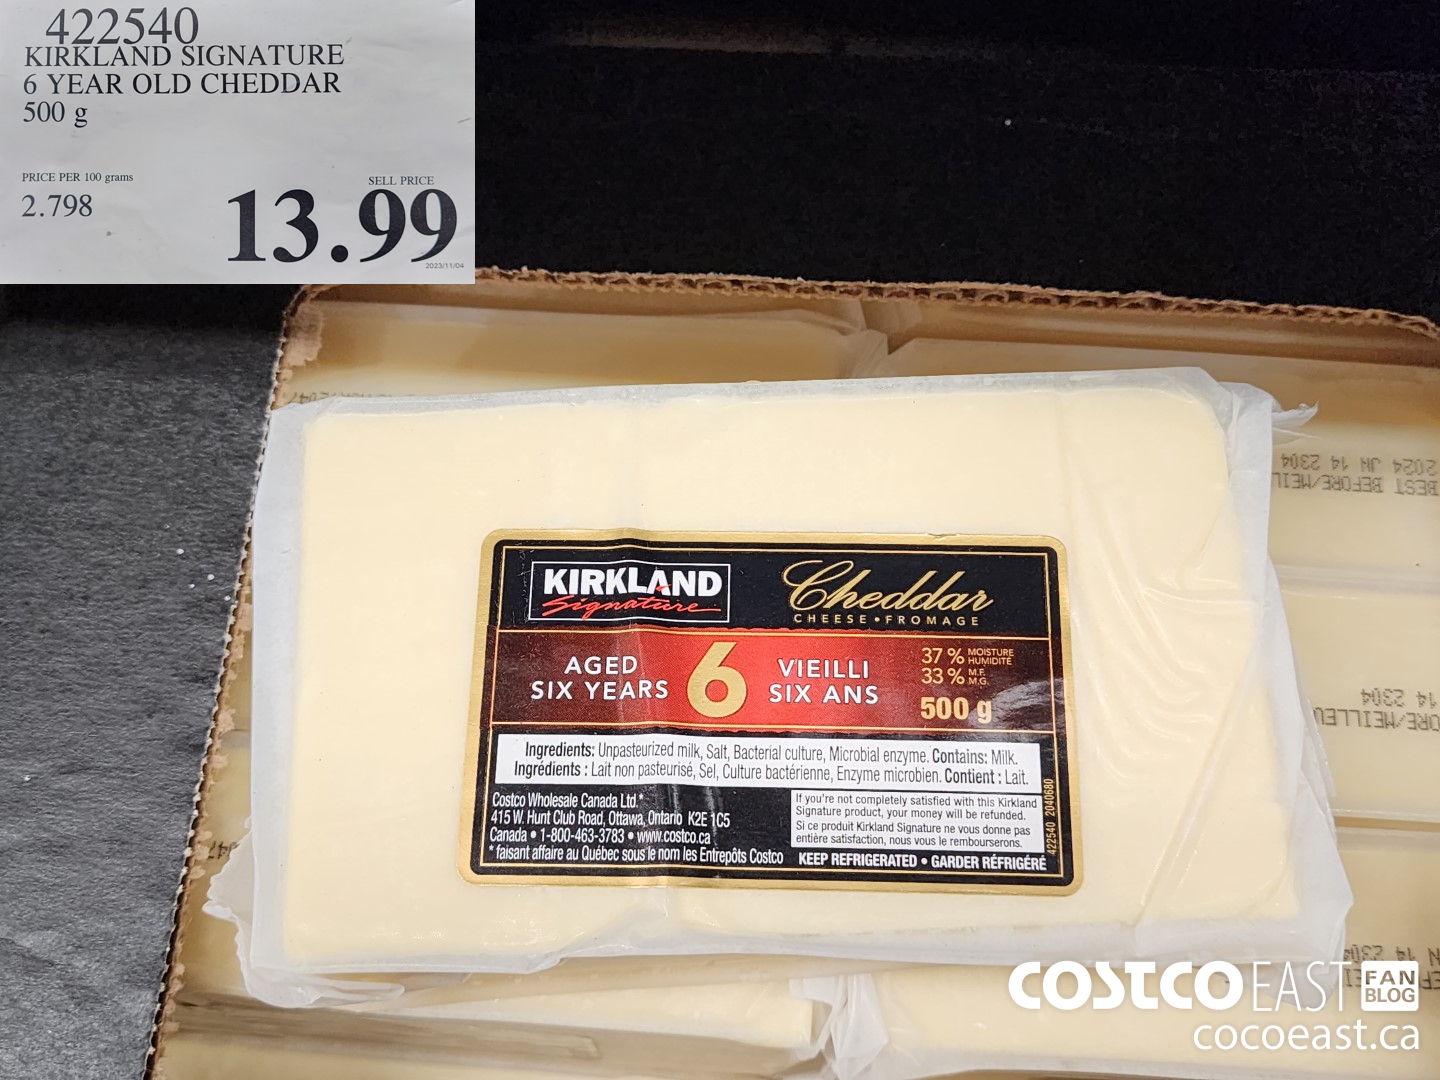 422540
KIRKLAND SIGNATURE
6 YEAR OLD CHEDDAR
500 g
PRICE PER 100 grams
2.798
SELL PRICE
13.99
2023/11/04
2304 14 JN 2024
BEST BEFORE/MEIL
14 2304
ORE/MEILLEU
14 2304
KIRKLAND
Signature
Cheddar
CHEESE • FROMAGE
AGED
SIX YEARS
6
VIEILLI
SIX ANS
37 % MOISTURE
HUMIDITÉ
33 % M.F.
M.G.
500 g
Ingredients: Unpasteurized milk, Salt, Bacterial culture, Microbial enzyme. Contains: Milk.
Ingrédients : Lait non pasteurisé, Sel, Culture bactérienne, Enzyme microbien. Contient : Lait.
Costco Wholesale Canada Ltd.*
415 W. Hunt Club Road, Ottawa, Ontario K2E 1C5
Canada • 1-800-463-3783 • www.costco.ca
* faisant affaire au Québec sous le nom les Entrepôts Costco
If you're not completely satisfied with this Kirkland
Signature product, your money will be refunded.
Si ce produit Kirkland Signature ne vous donne pas
entière satisfaction, nous vous le rembourserons.
KEEP REFRIGERATED • GARDER RÉFRIGÉRÉ
422540 2040680
COSTCO EAST FAN
BLOG
cocoeast.ca